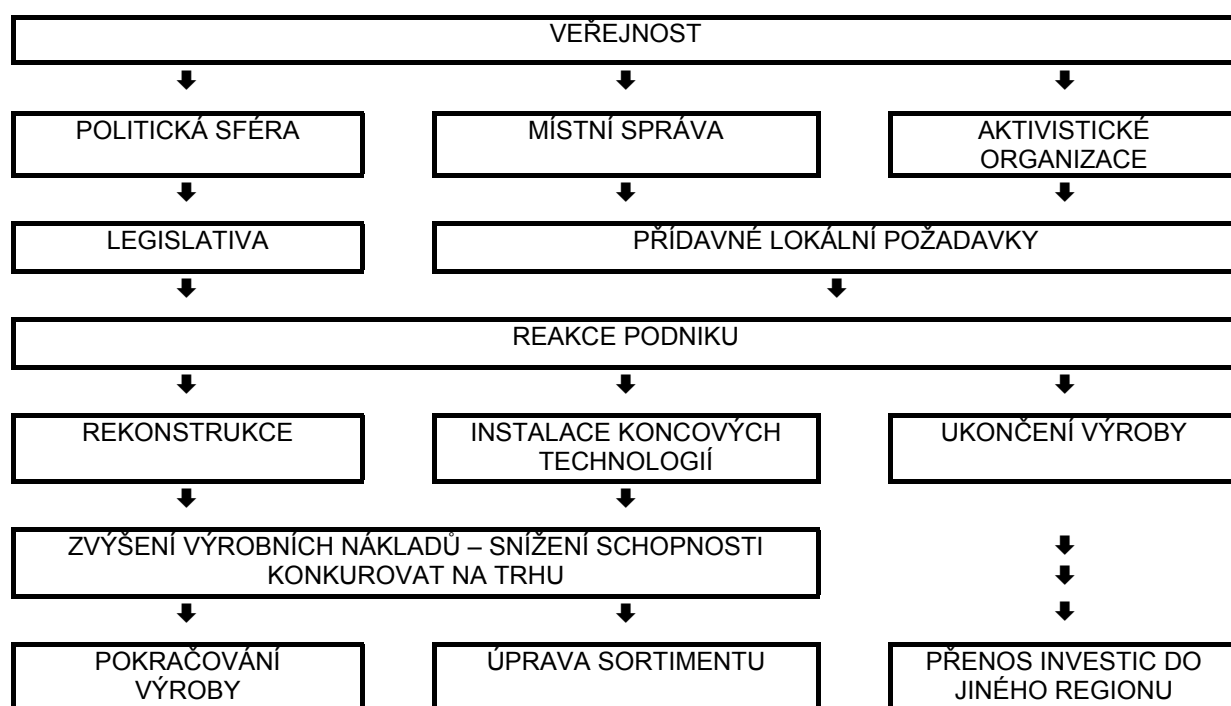 VEŘEJNOST
POLITICKÁ SFÉRA
MÍSTNÍ SPRÁVA
AKTIVISTICKÉ
ORGANIZACE
LEGISLATIVA
PŘÍDAVNÉ LOKÁLNÍ POŽADAVKY
REAKCE PODNIKU
REKONSTRUKCE
INSTALACE KONCOVÝCH
TECHNOLOGIÍ
UKONČENÍ VÝROBY
ZVÝŠENÍ VÝROBNÍCH NÁKLADŮ – SNÍŽENÍ SCHOPNOSTI
KONKUROVAT NA TRHU
POKRAČOVÁNÍ
VÝROBY
ÚPRAVA SORTIMENTU
PŘENOS INVESTIC DO
JINÉHO REGIONU